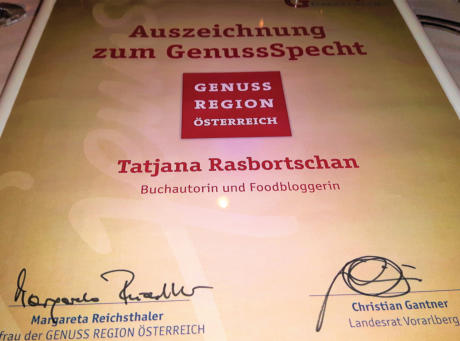 Auszeichnung
zum GenussSpecht
GENUSS
REGION
ÖSTERREICH
Tatjana Rasbortschan
Buchautorin und Foodbloggerin
Margareta Reichsthaler
frau der GENUSS REGION ÖSTERREICH
Christian Gantner
Landesrat Vorarlberg